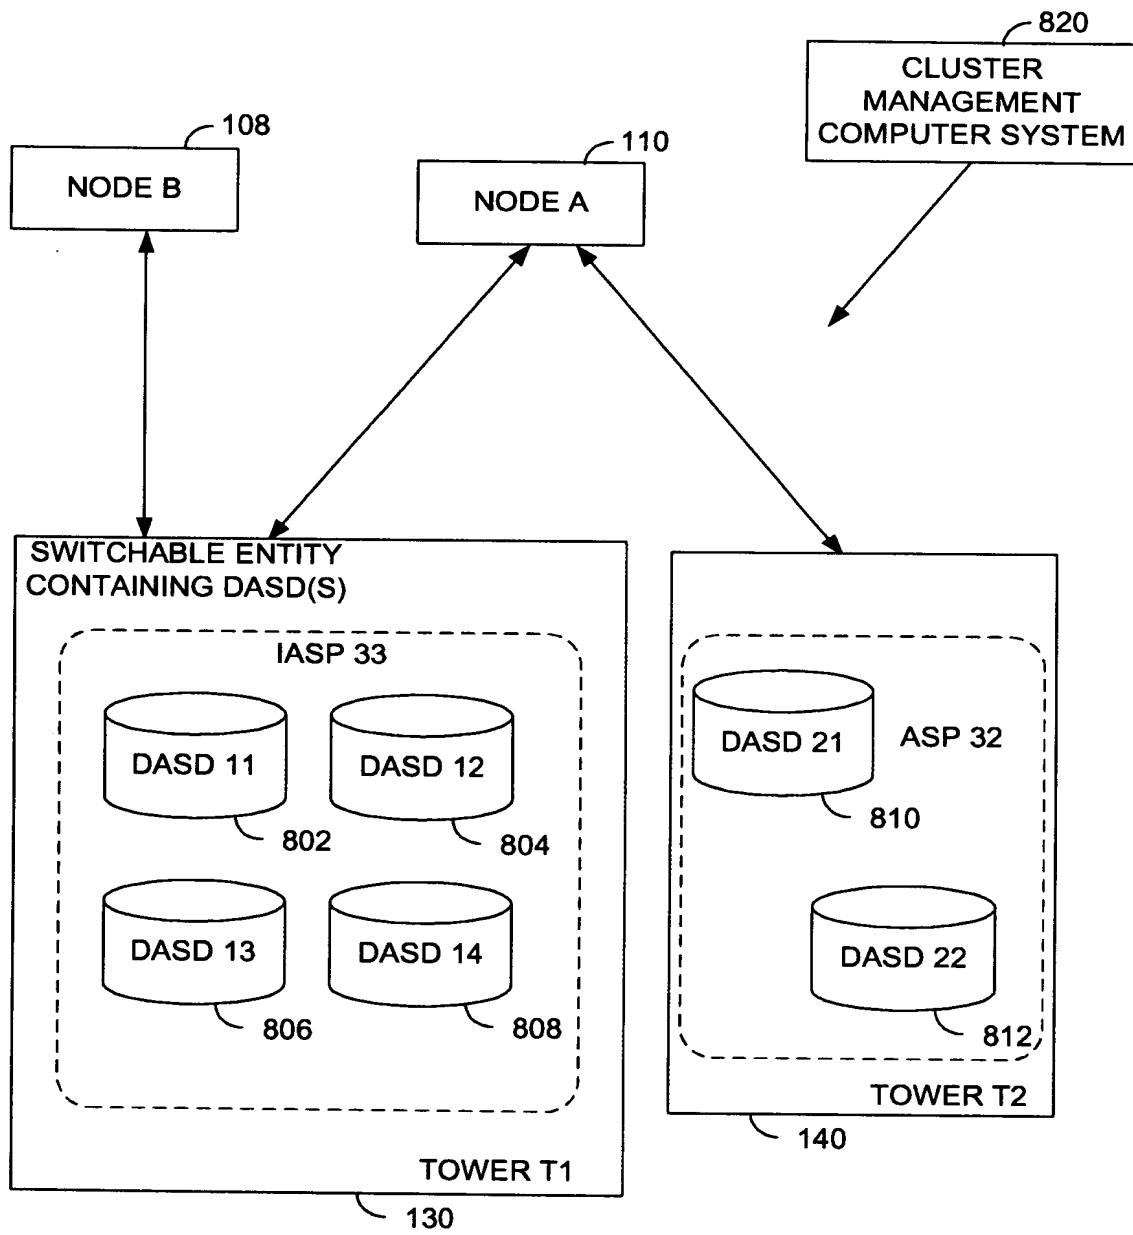 820
CLUSTER
MANAGEMENT
COMPUTER SYSTEM
108
NODE B
110
NODE A
SWITCHABLE ENTITY
CONTAINING DASD(S)
IASP 33
DASD 11
802
DASD 12
804
DASD 13
806
DASD 14
808
TOWER T1
130
DASD 21
810
ASP 32
DASD 22
812
TOWER T2
140